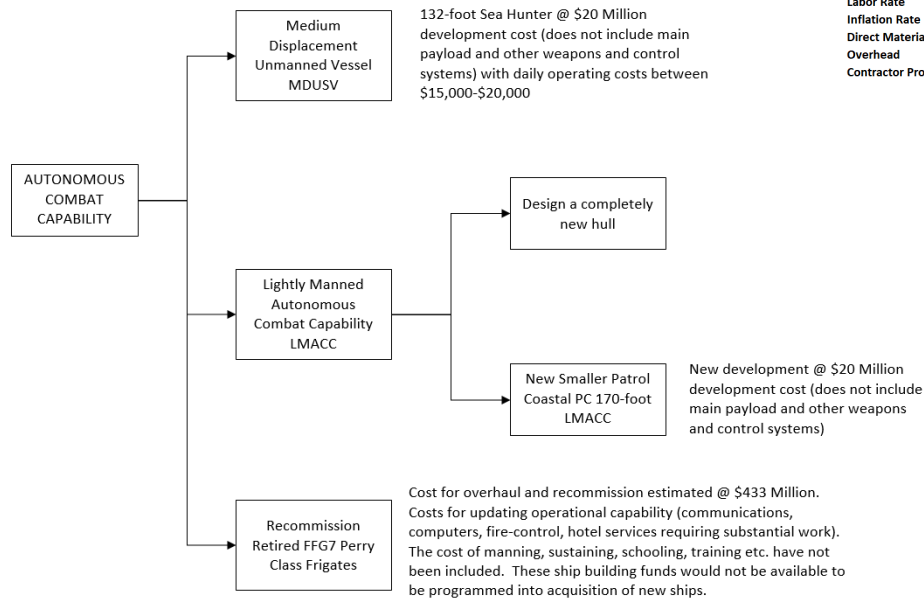 Medium
Displacement
Unmanned Vessel
MDUSV
132-foot Sea Hunter @ $20 Million
development cost (does not include main
payload and other weapons and control
systems) with daily operating costs between
$15,000-$20,000
Labor Rate
Inflation Rate
Direct Materia
Overhead
Contractor Pro
AUTONOMOUS
COMBAT
CAPABILITY
Design a completely
new hull
Lightly Manned
Autonomous
Combat Capability
LMACC
New Smaller Patrol
Coastal PC 170-foot
LMACC
New development @ $20 Million
development cost (does not include
main payload and other weapons
and control systems)
Recommission
Retired FFG7 Perry
Class Frigates
Cost for overhaul and recommission estimated @ $433 Million.
Costs for updating operational capability (communications,
computers, fire-control, hotel services requiring substantial work).
The cost of manning, sustaining, schooling, training etc. have not
been included.  These ship building funds would not be available to
be programmed into acquisition of new ships.